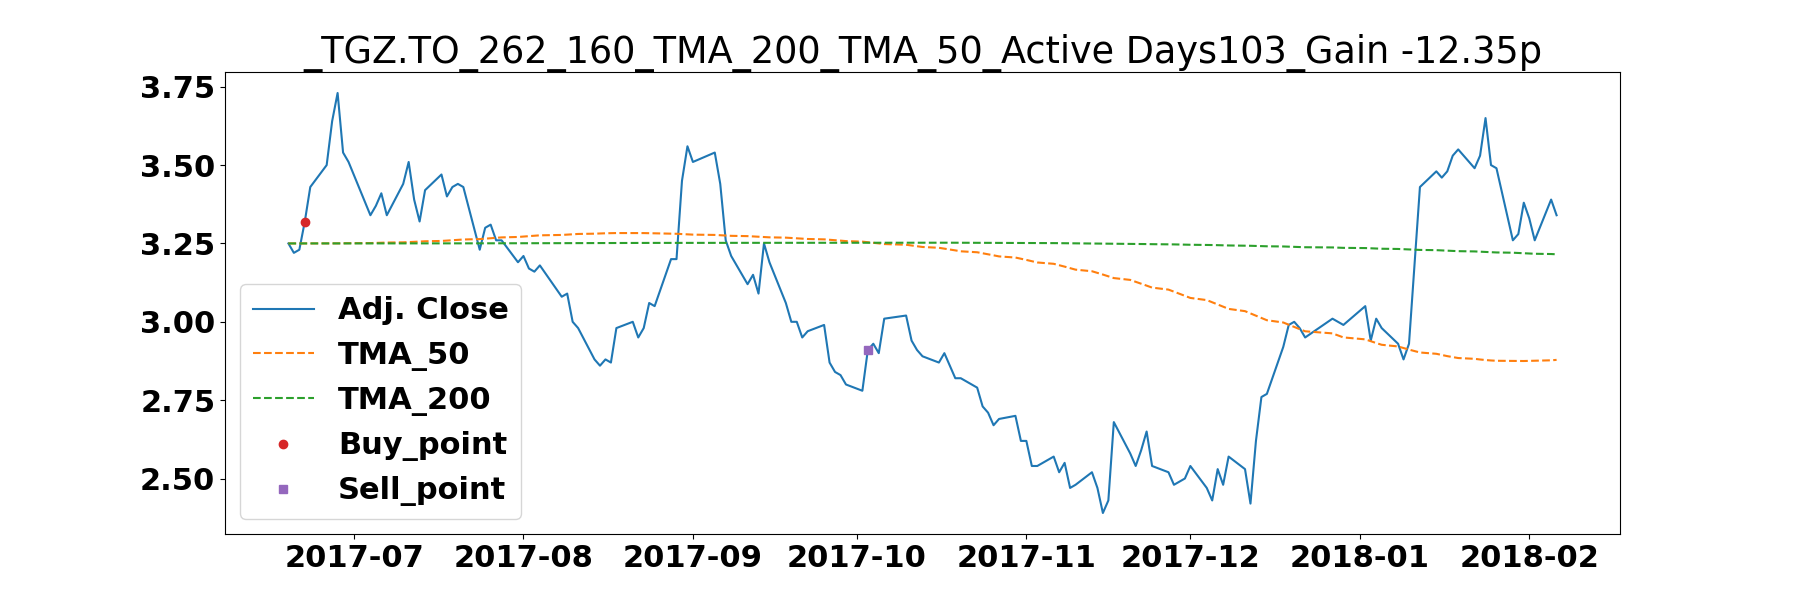 _TGZ.TO_262_160_TMA_200_TMA_50_Active Days103_Gain -12.35p
3.75
3.50
3.25
3.00
2.75
2.50
Adj. Close
TMA_50
TMA_200
Buy_point
Sell_point
2017-07 2017-08 2017-09 2017-10 2017-11 2017-12 2018-01 2018-02